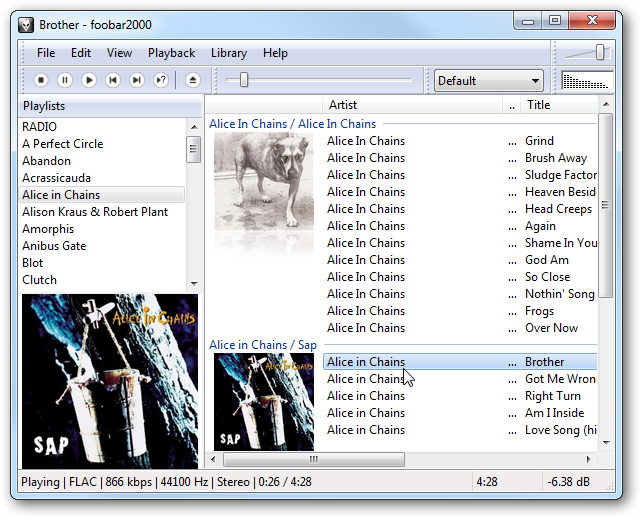 Brother - foobar2000
File Edit View Playback Library Help
Default
Playlists
RADIO
A Perfect Circle
Abandon
Acrassicauda
Alice in Chains
Alison Kraus & Robert Plant
Amorphis
Anibus Gate
Blot
Clutch
ALICE IN CHAINS
SAP
Artist .. Title
Alice In Chains / Alice In Chains
Alice In Chains ... Grind
Alice In Chains ... Brush Away
Alice In Chains ... Sludge Factor
Alice In Chains ... Heaven Besid
Alice In Chains ... Head Creeps
Alice In Chains ... Again
Alice In Chains ... Shame In You
Alice In Chains ... God Am
Alice In Chains ... So Close
Alice In Chains ... Nothin' Song
Alice In Chains ... Frogs
Alice In Chains ... Over Now
Alice in Chains / Sap
ALICE IN CHAINS
SAP
Alice in Chains ... Brother
Alice in Chains ... Got Me Wron
Alice in Chains ... Right Turn
Alice in Chains ... Am I Inside
Alice in Chains ... Love Song (hi
Playing | FLAC | 866 kbps | 44100 Hz | Stereo | 0:26 / 4:28 4:28 -6.38 dB